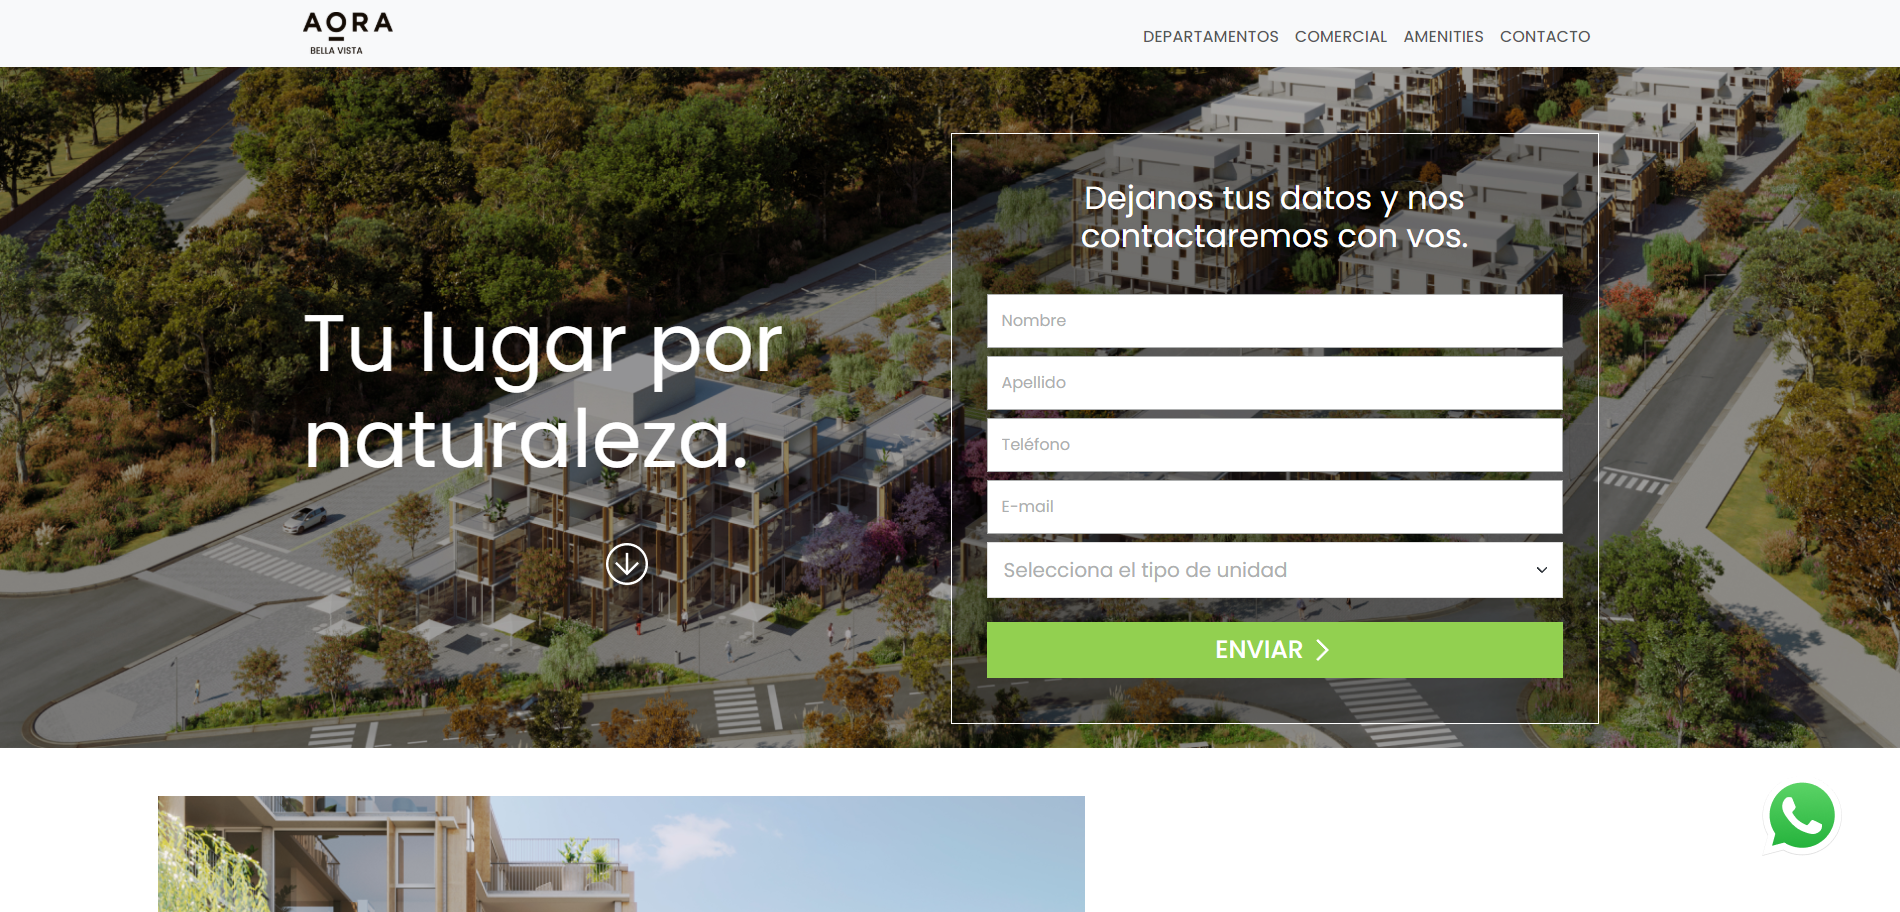 AORA
BELLA VISTA
DEPARTAMENTOS COMERCIAL AMENITIES CONTACTO
Tu lugar por
naturaleza.
Dejanos tus datos y nos
contactaremos con vos.
Nombre
Apellido
Teléfono
E-mail
Selecciona el tipo de unidad
ENVIAR